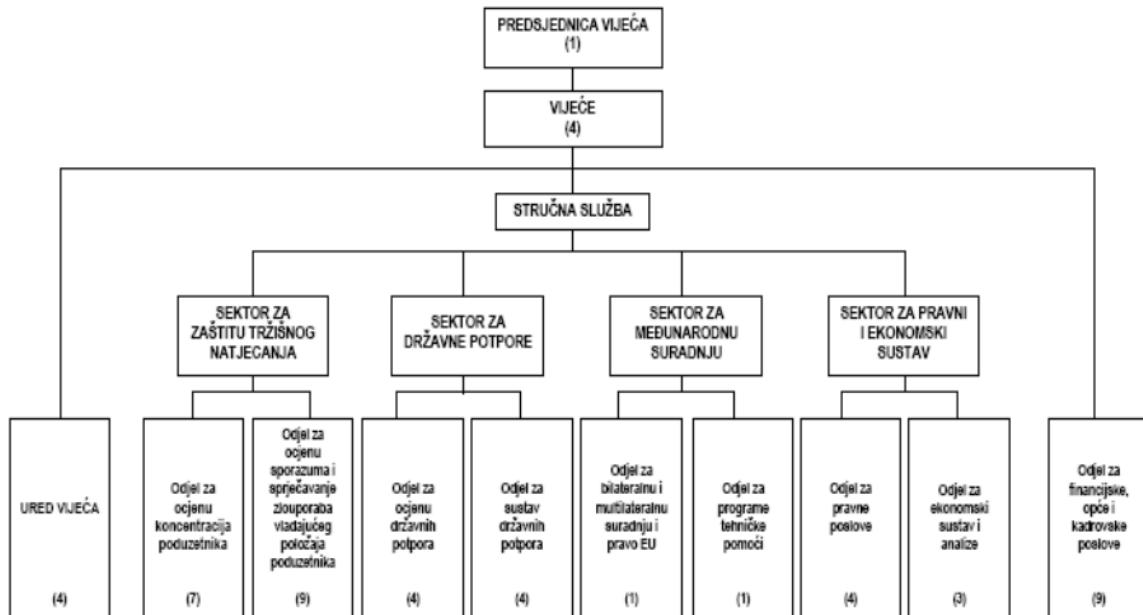 PREDSJEDNICA VIJEĆA
(1)
VIJEĆE
(4)
STRUČNA SLUŽBA
SEKTOR ZA
ZAŠTITU TRŽIŠNOG
NATJECANJA
SEKTOR ZA
DRŽAVNE POTPORE
SEKTOR ZA
MEĐUNARODNU
SURADNJU
SEKTOR ZA PRAVNI
I EKONOMSKI
SUSTAV
URED VIJEĆA
(4)
Odjel za
ocjenu
koncentracija
poduzetnika
(7)
Odjel za
ocjenu
sporazuma i
sprječavanje
zlouporaba
vladajućeg
položaja
poduzetnika
(9)
Odjel za
ocjenu
državnih
potpora
(4)
Odjel za
sustav
državnih
potpora
(4)
Odjel za
bilateralnu i
multilateralnu
suradnju i
pravo EU
(1)
Odjel za
programe
tehničke
pomoći
(1)
Odjel za
pravne
poslove
(4)
Odjel za
ekonomski
sustav i
analize
(3)
Odjel za
financijske,
opće i
kadrovske
poslove
(9)